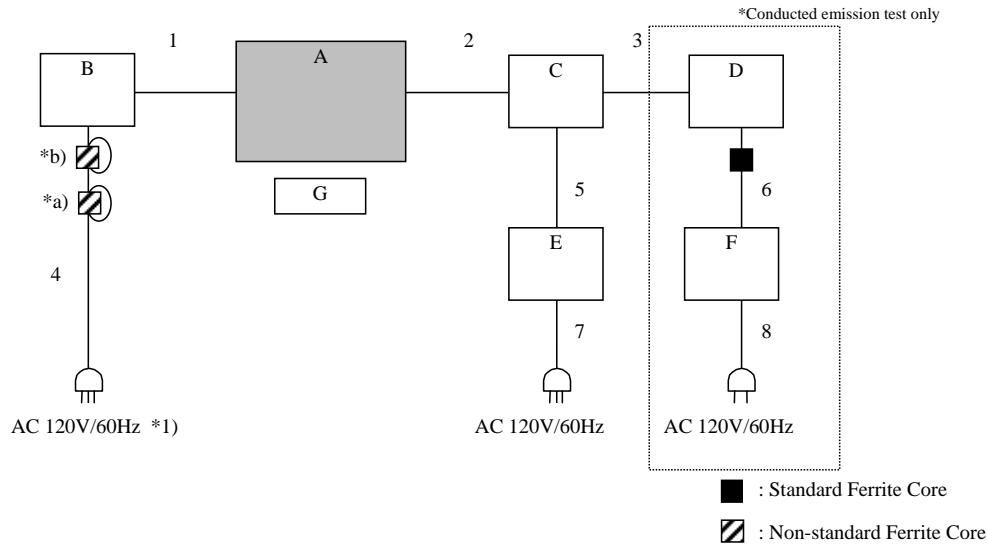 *Conducted emission test only
1
2
3
B
A
C
D
*b)
*a)
G
5
6
E
F
4
7
8
AC 120V/60Hz *1)
AC 120V/60Hz
AC 120V/60Hz
: Standard Ferrite Core
: Non-standard Ferrite Core